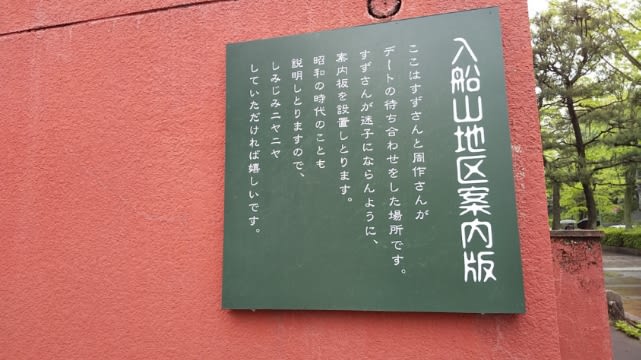 入船山地区案内版
ここはすずさんと周作さんが
デートの待ち合わせをした場所です。
すずさんが迷子にならんように、
案内板を設置しとります。
昭和の時代のことも
説明しとりますので、
しみじみニヤニヤ
していただければ嬉しいです。